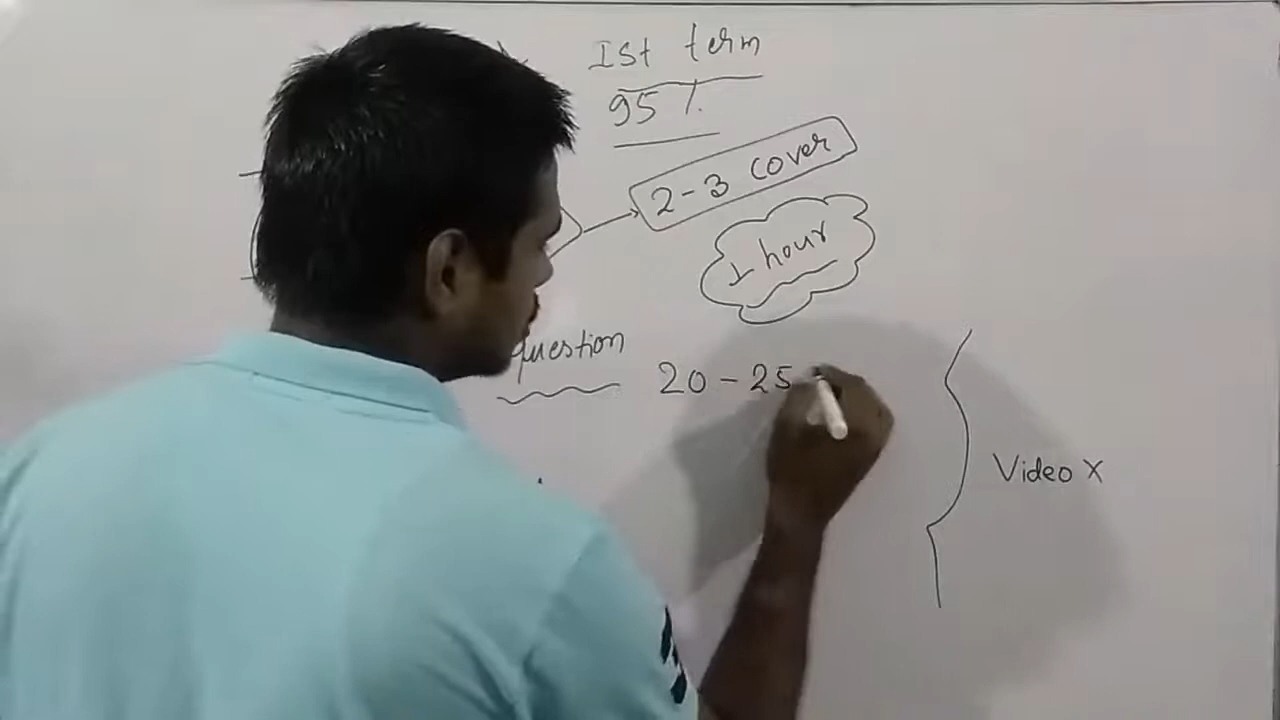 Ist term
95%
2-3 cover
1 hour
question
20-25
Video X